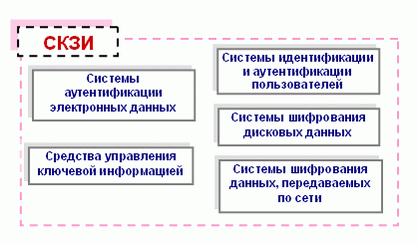 СКЗИ
Системы
аутентификации
электронных данных
Средства управления
ключевой информацией
Системы идентификации
и аутентификации
пользователей
Системы шифрования
дисковых данных
Системы шифрования
данных, передаваемых
по сети